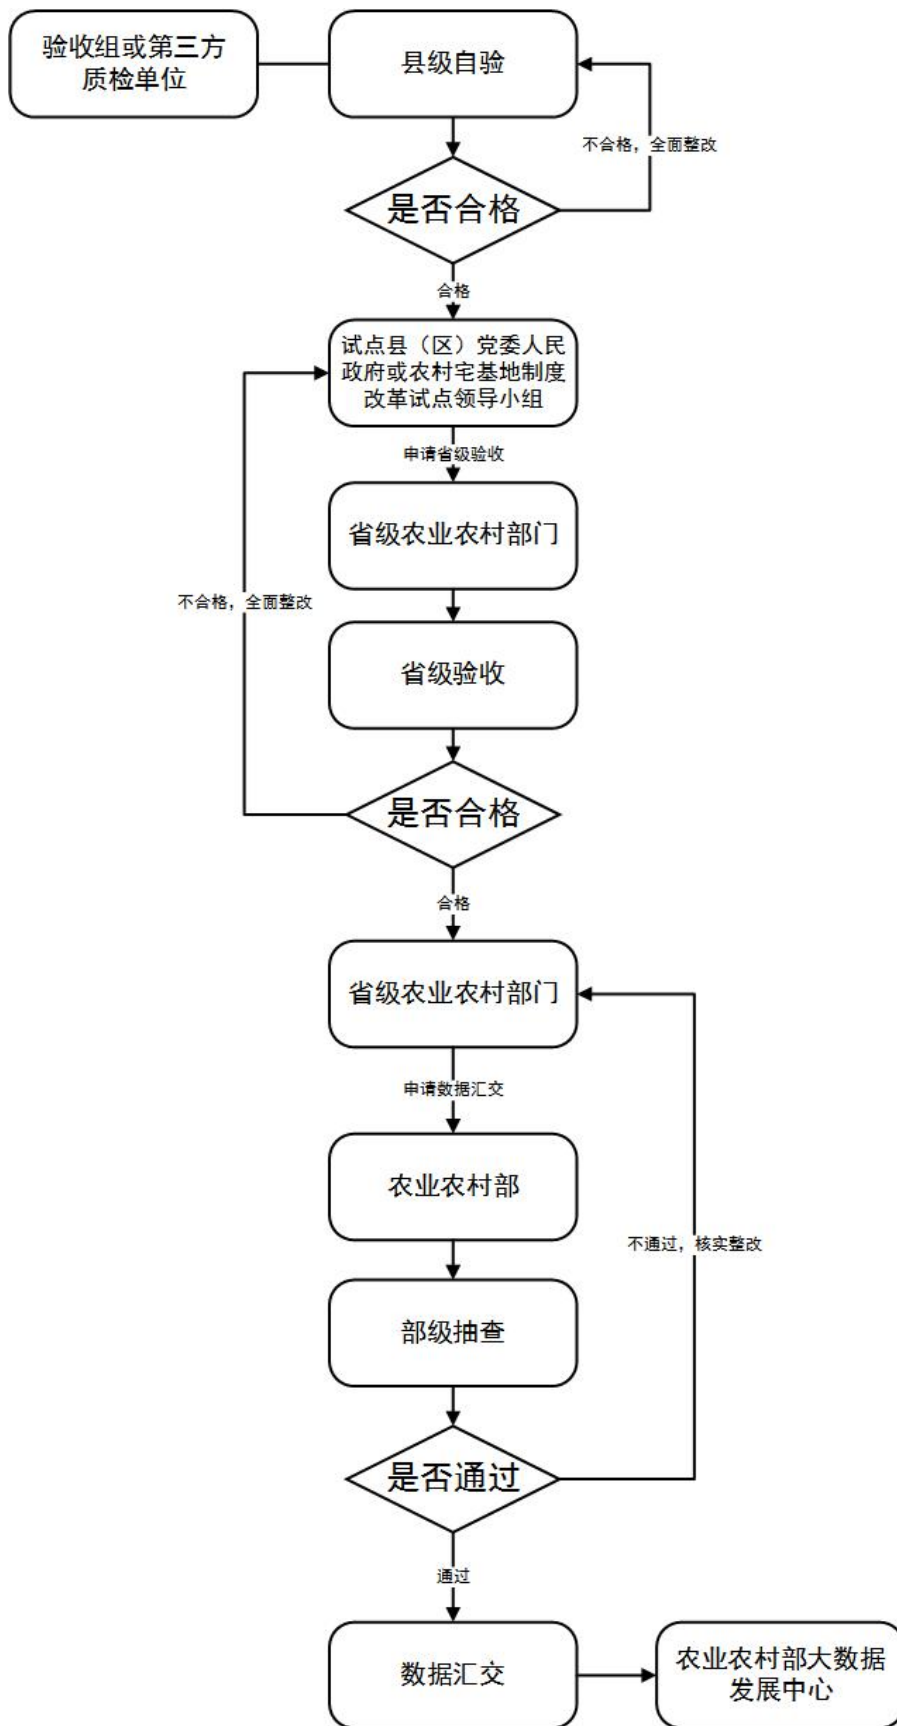 验收组或第三方
质检单位
县级自验
不合格，全面整改
是否合格
合格
试点县（区）党委人民
政府或农村宅基地制度
改革试点领导小组
申请省级验收
省级农业农村部门
不合格，全面整改
省级验收
是否合格
合格
省级农业农村部门
申请数据汇交
农业农村部
不通过，核实整改
部级抽查
是否通过
通过
数据汇交
农业农村部大数据
发展中心